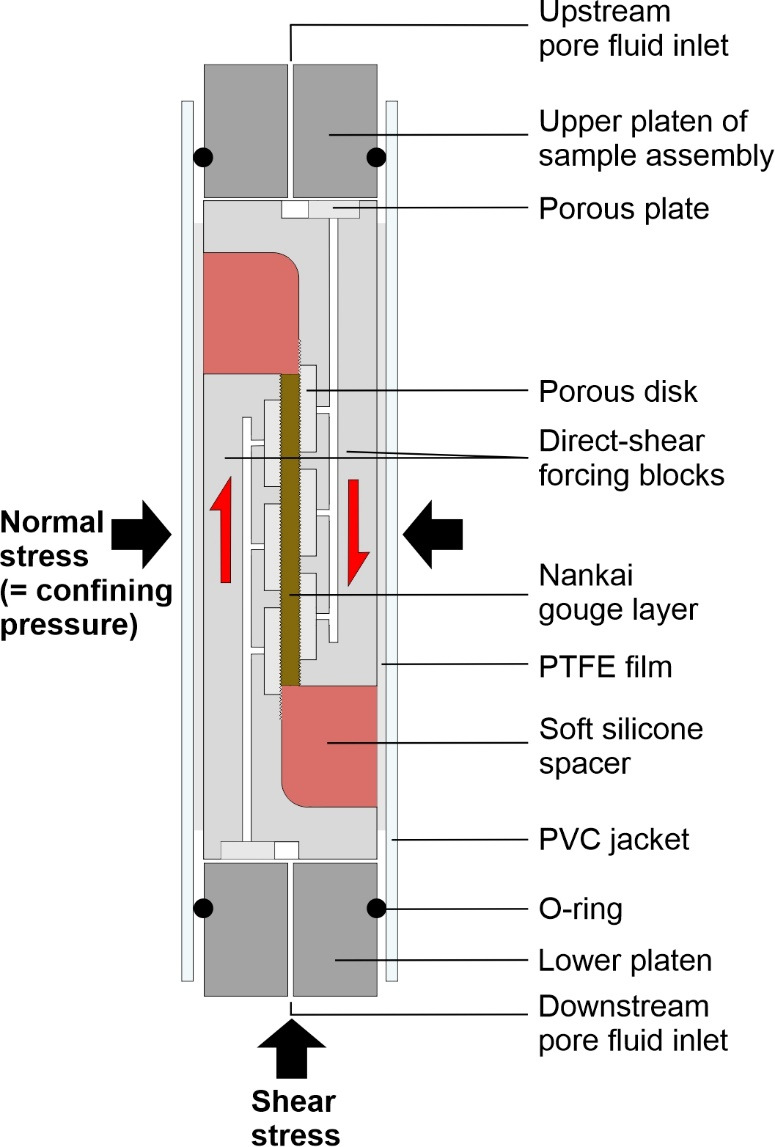 Upstream
pore fluid inlet
Upper platen of
sample assembly
Porous plate
Porous disk
Direct-shear
forcing blocks
Normal
stress
(= confining
pressure)
Nankai
gouge layer
PTFE film
Soft silicone
spacer
PVC jacket
O-ring
Lower platen
Downstream
pore fluid inlet
Shear
stress